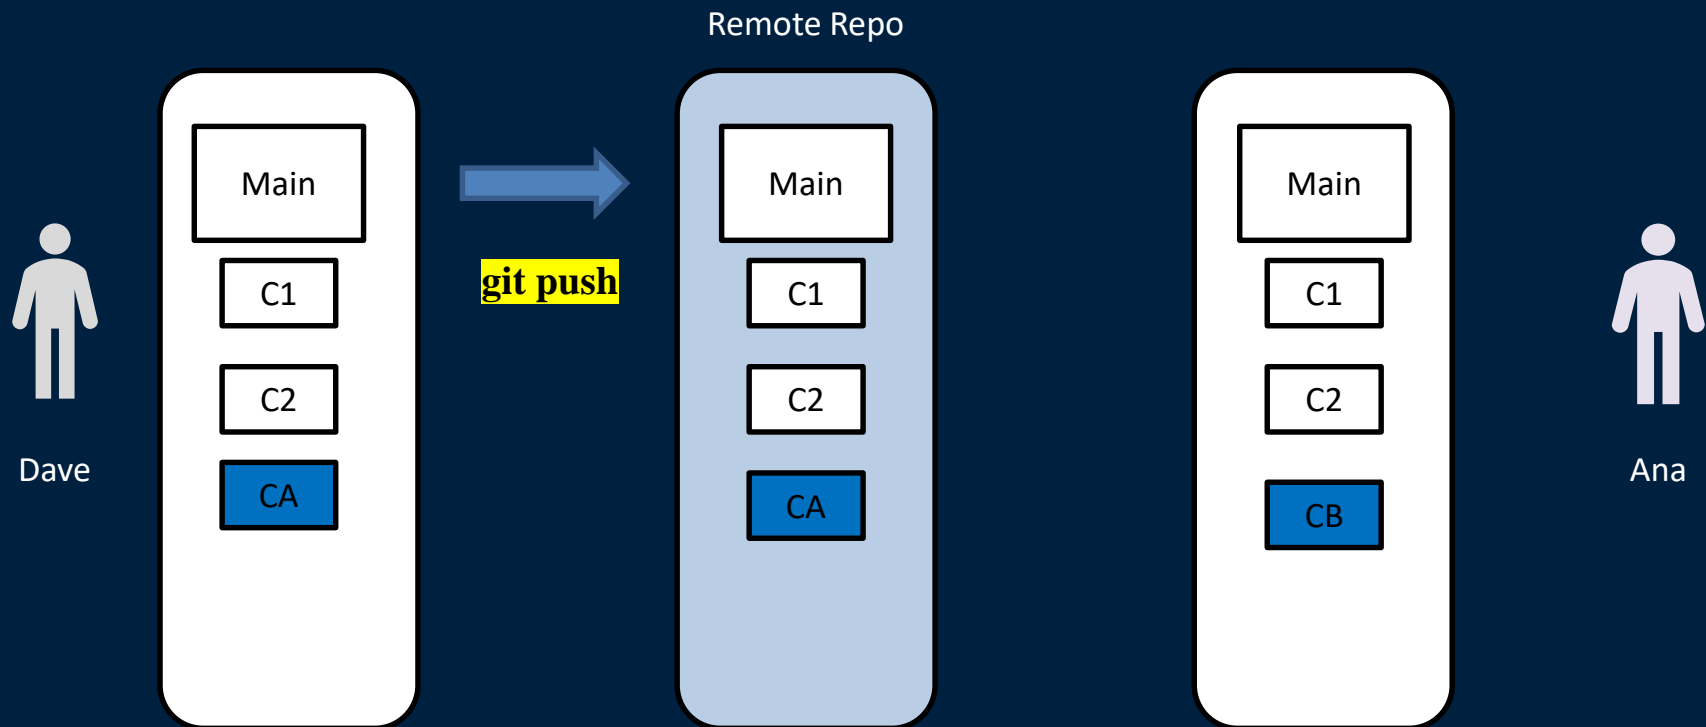 Remote Repo
Main
Main
Main
git push
C1
C1
C1
C2
C2
C2
Dave
Ana
CA
CA
CB